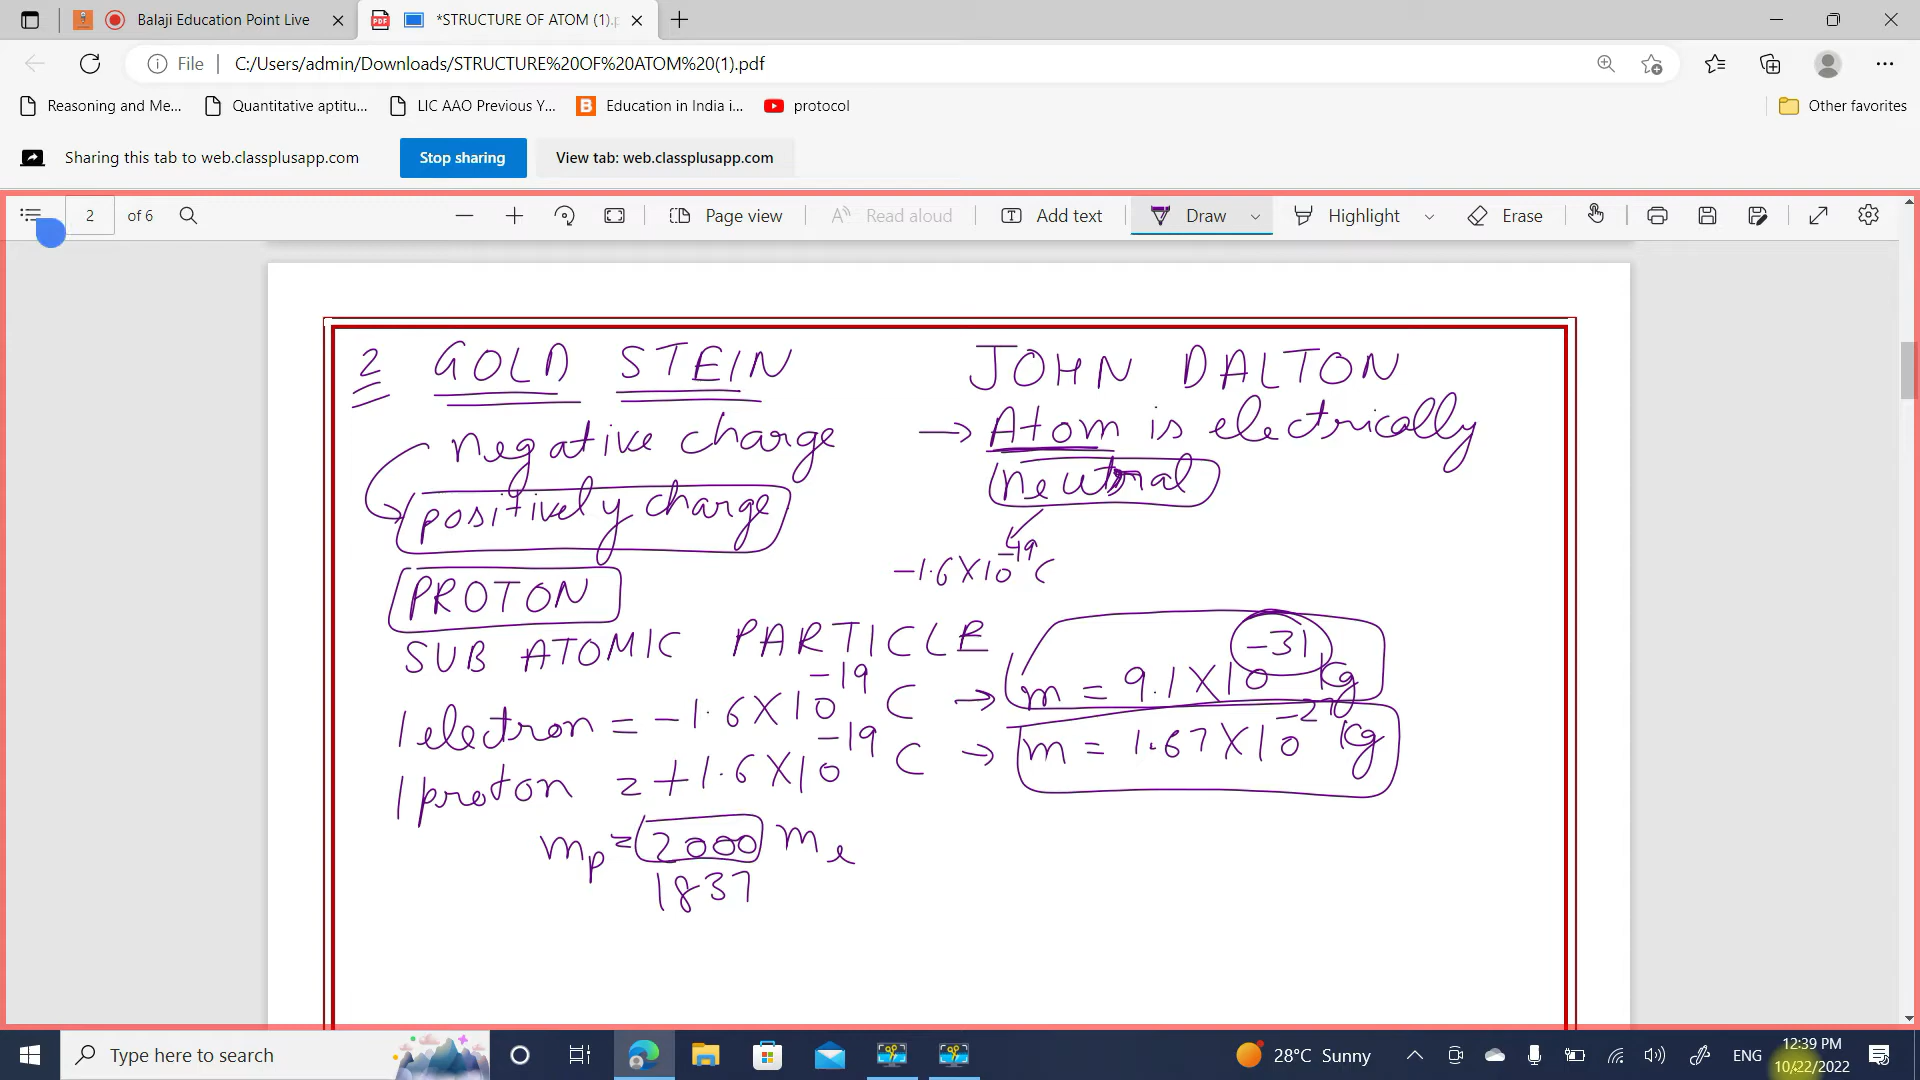 Balaji Education Point Live
*STRUCTURE OF ATOM (1).p
File C:/Users/admin/Downloads/STRUCTURE%20OF%20ATOM%20(1).pdf
Reasoning and Me... Quantitative aptitu... LIC AAO Previous Y... Education in India i... protocol Other favorites
Sharing this tab to web.classplusapp.com Stop sharing View tab: web.classplusapp.com
2 of 6 Page view Read aloud Add text Draw Highlight Erase
2 GOLD STEIN
negative charge
positively charge
PROTON
JOHN DALTON
→ Atom is electrically
neutral
-1.6X10^-19 C
SUB ATOMIC PARTICLE
1 electron = -1.6X10^-19 C → m = 9.1X10^-31 kg
1 proton = +1.6X10^-19 C → m = 1.67X10^-27 kg
mp = 2000 me
1837
Type here to search 28°C Sunny ENG 12:39 PM
10/22/2022